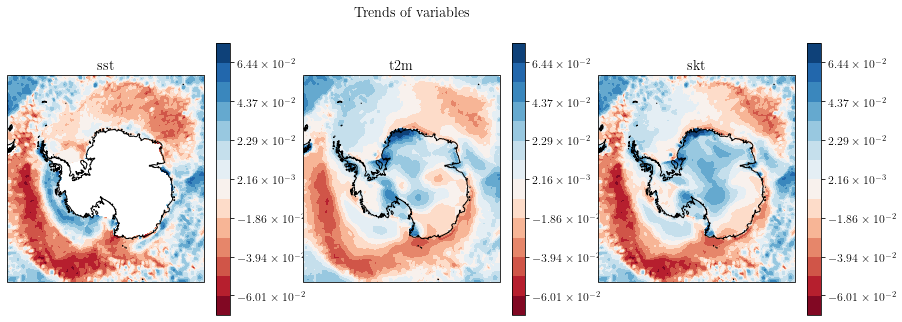 Trends of variables
sst
6.44 × 10⁻²
4.37 × 10⁻²
2.29 × 10⁻²
2.16 × 10⁻³
−1.86 × 10⁻²
−3.94 × 10⁻²
−6.01 × 10⁻²
t2m
6.44 × 10⁻²
4.37 × 10⁻²
2.29 × 10⁻²
2.16 × 10⁻³
−1.86 × 10⁻²
−3.94 × 10⁻²
−6.01 × 10⁻²
skt
6.44 × 10⁻²
4.37 × 10⁻²
2.29 × 10⁻²
2.16 × 10⁻³
−1.86 × 10⁻²
−3.94 × 10⁻²
−6.01 × 10⁻²